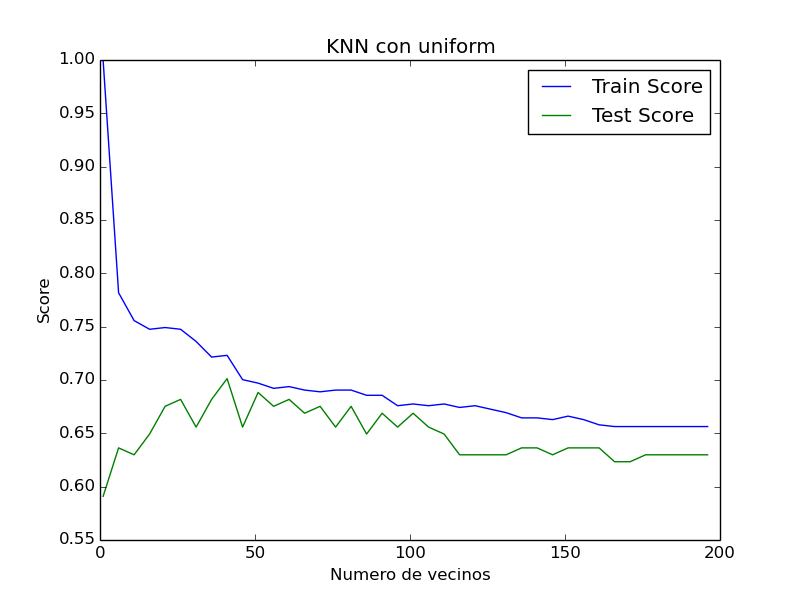 KNN con uniform
Train Score
Test Score
1.00
0.95
0.90
0.85
0.80
0.75
0.70
0.65
0.60
0.55
Score
0 50 100 150 200
Numero de vecinos